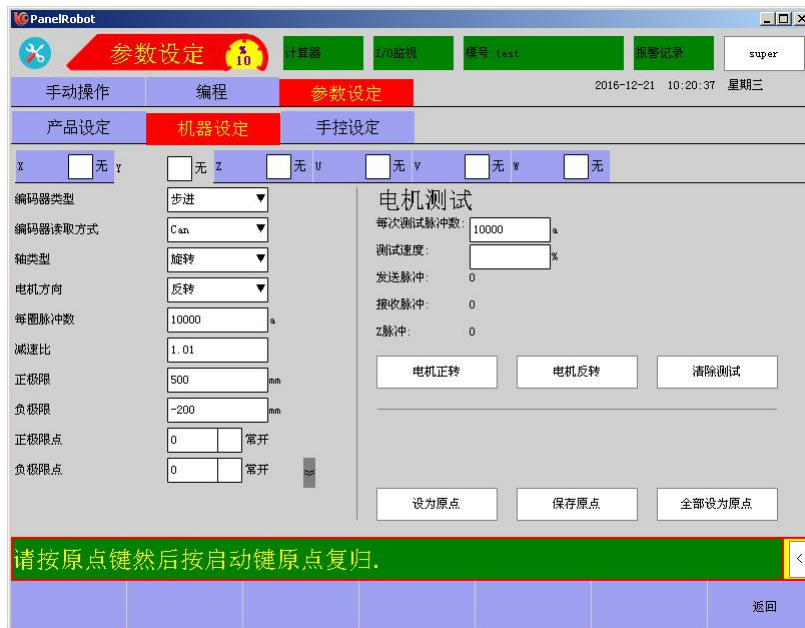 PanelRobot
参数设定 % 10 计算器 I/O监视 模号:test 报警记录 super
手动操作 编程 参数设定 2016-12-21 10:20:37 星期三
产品设定 机器设定 手控设定
X 无 Y 无 Z 无 U 无 V 无 W 无
编码器类型 步进
编码器读取方式 Can
轴类型 旋转
电机方向 反转
每圈脉冲数 10000 a
减速比 1.01
正极限 500 mm
负极限 -200 mm
正极限点 0 常开
负极限点 0 常开
电机测试
每次测试脉冲数: 10000 a
测试速度: %
发送脉冲: 0
接收脉冲: 0
Z脉冲: 0
电机正转 电机反转 清除测试
设为原点 保存原点 全部设为原点
请按原点键然后按启动键原点复归. <
返回